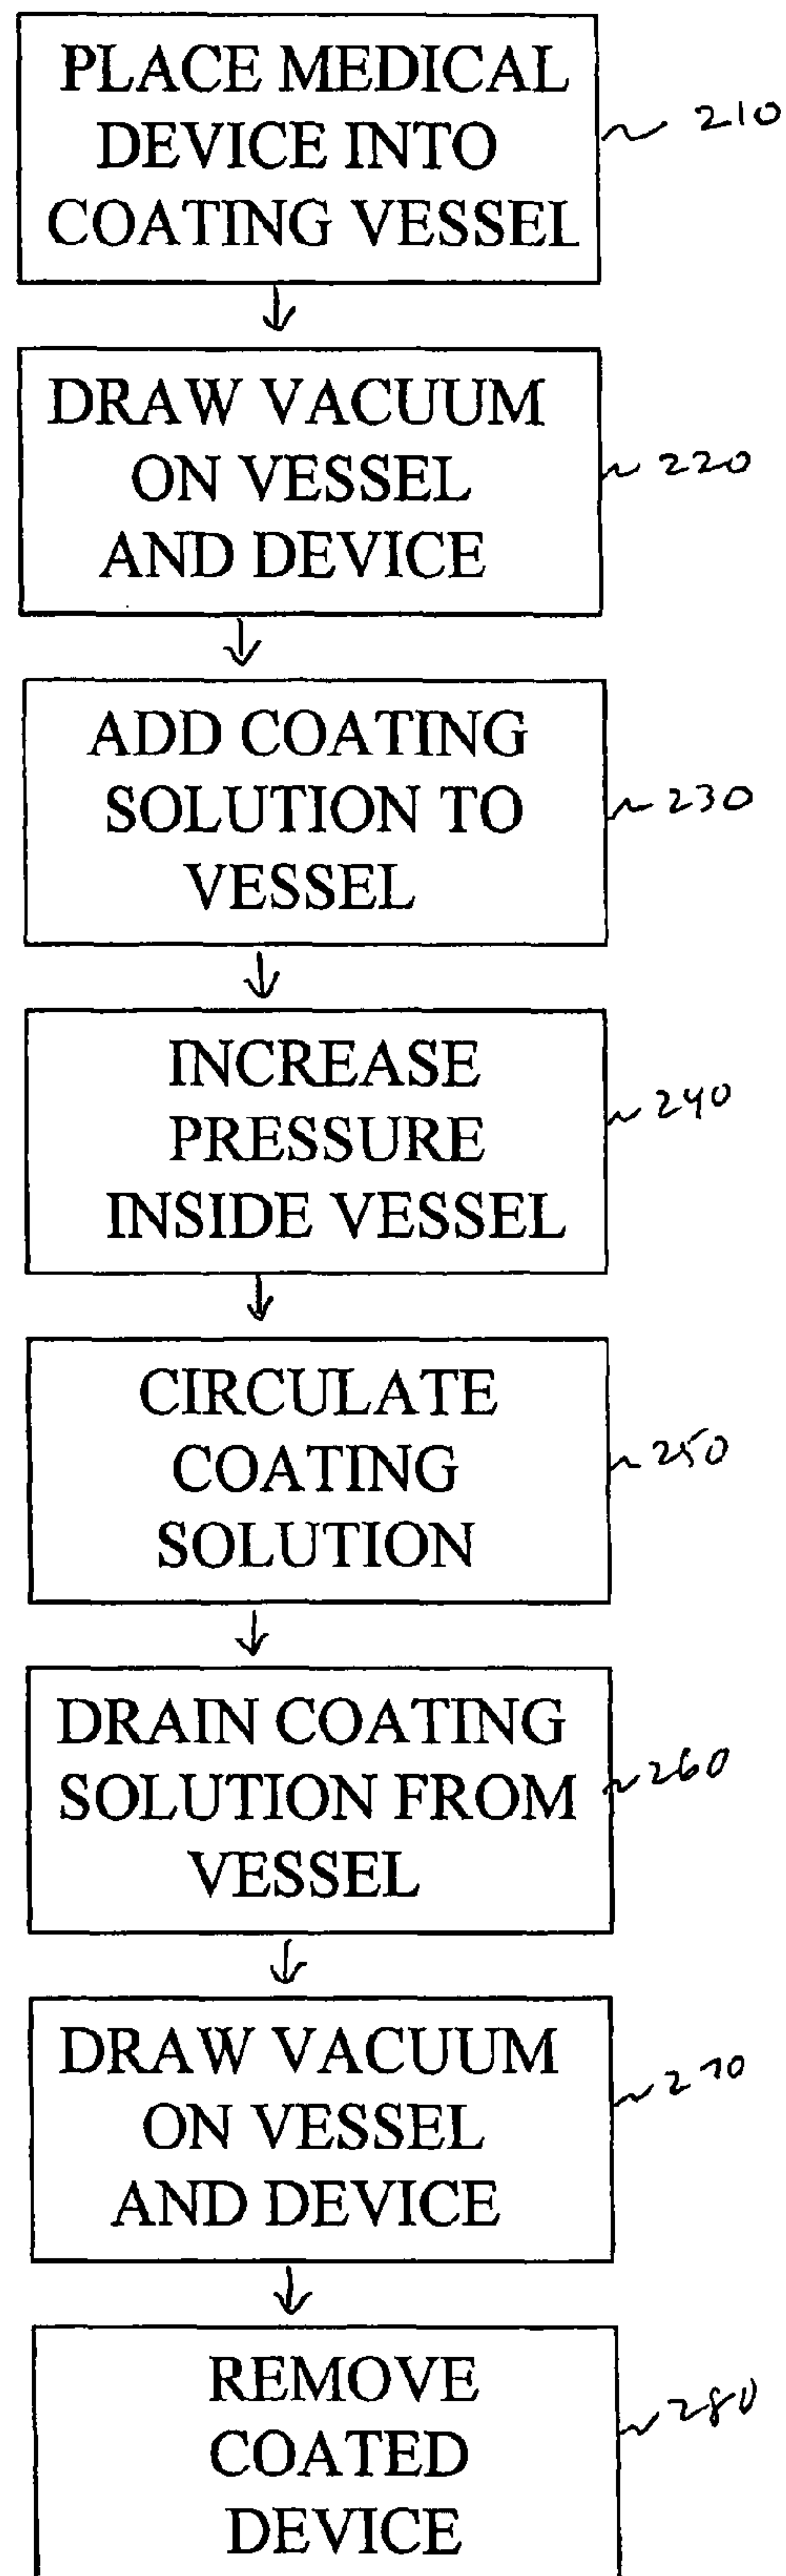 PLACE MEDICAL
DEVICE INTO
COATING VESSEL
210
DRAW VACUUM
ON VESSEL
AND DEVICE
220
ADD COATING
SOLUTION TO
VESSEL
230
INCREASE
PRESSURE
INSIDE VESSEL
240
CIRCULATE
COATING
SOLUTION
250
DRAIN COATING
SOLUTION FROM
VESSEL
260
DRAW VACUUM
ON VESSEL
AND DEVICE
270
REMOVE
COATED
DEVICE
280